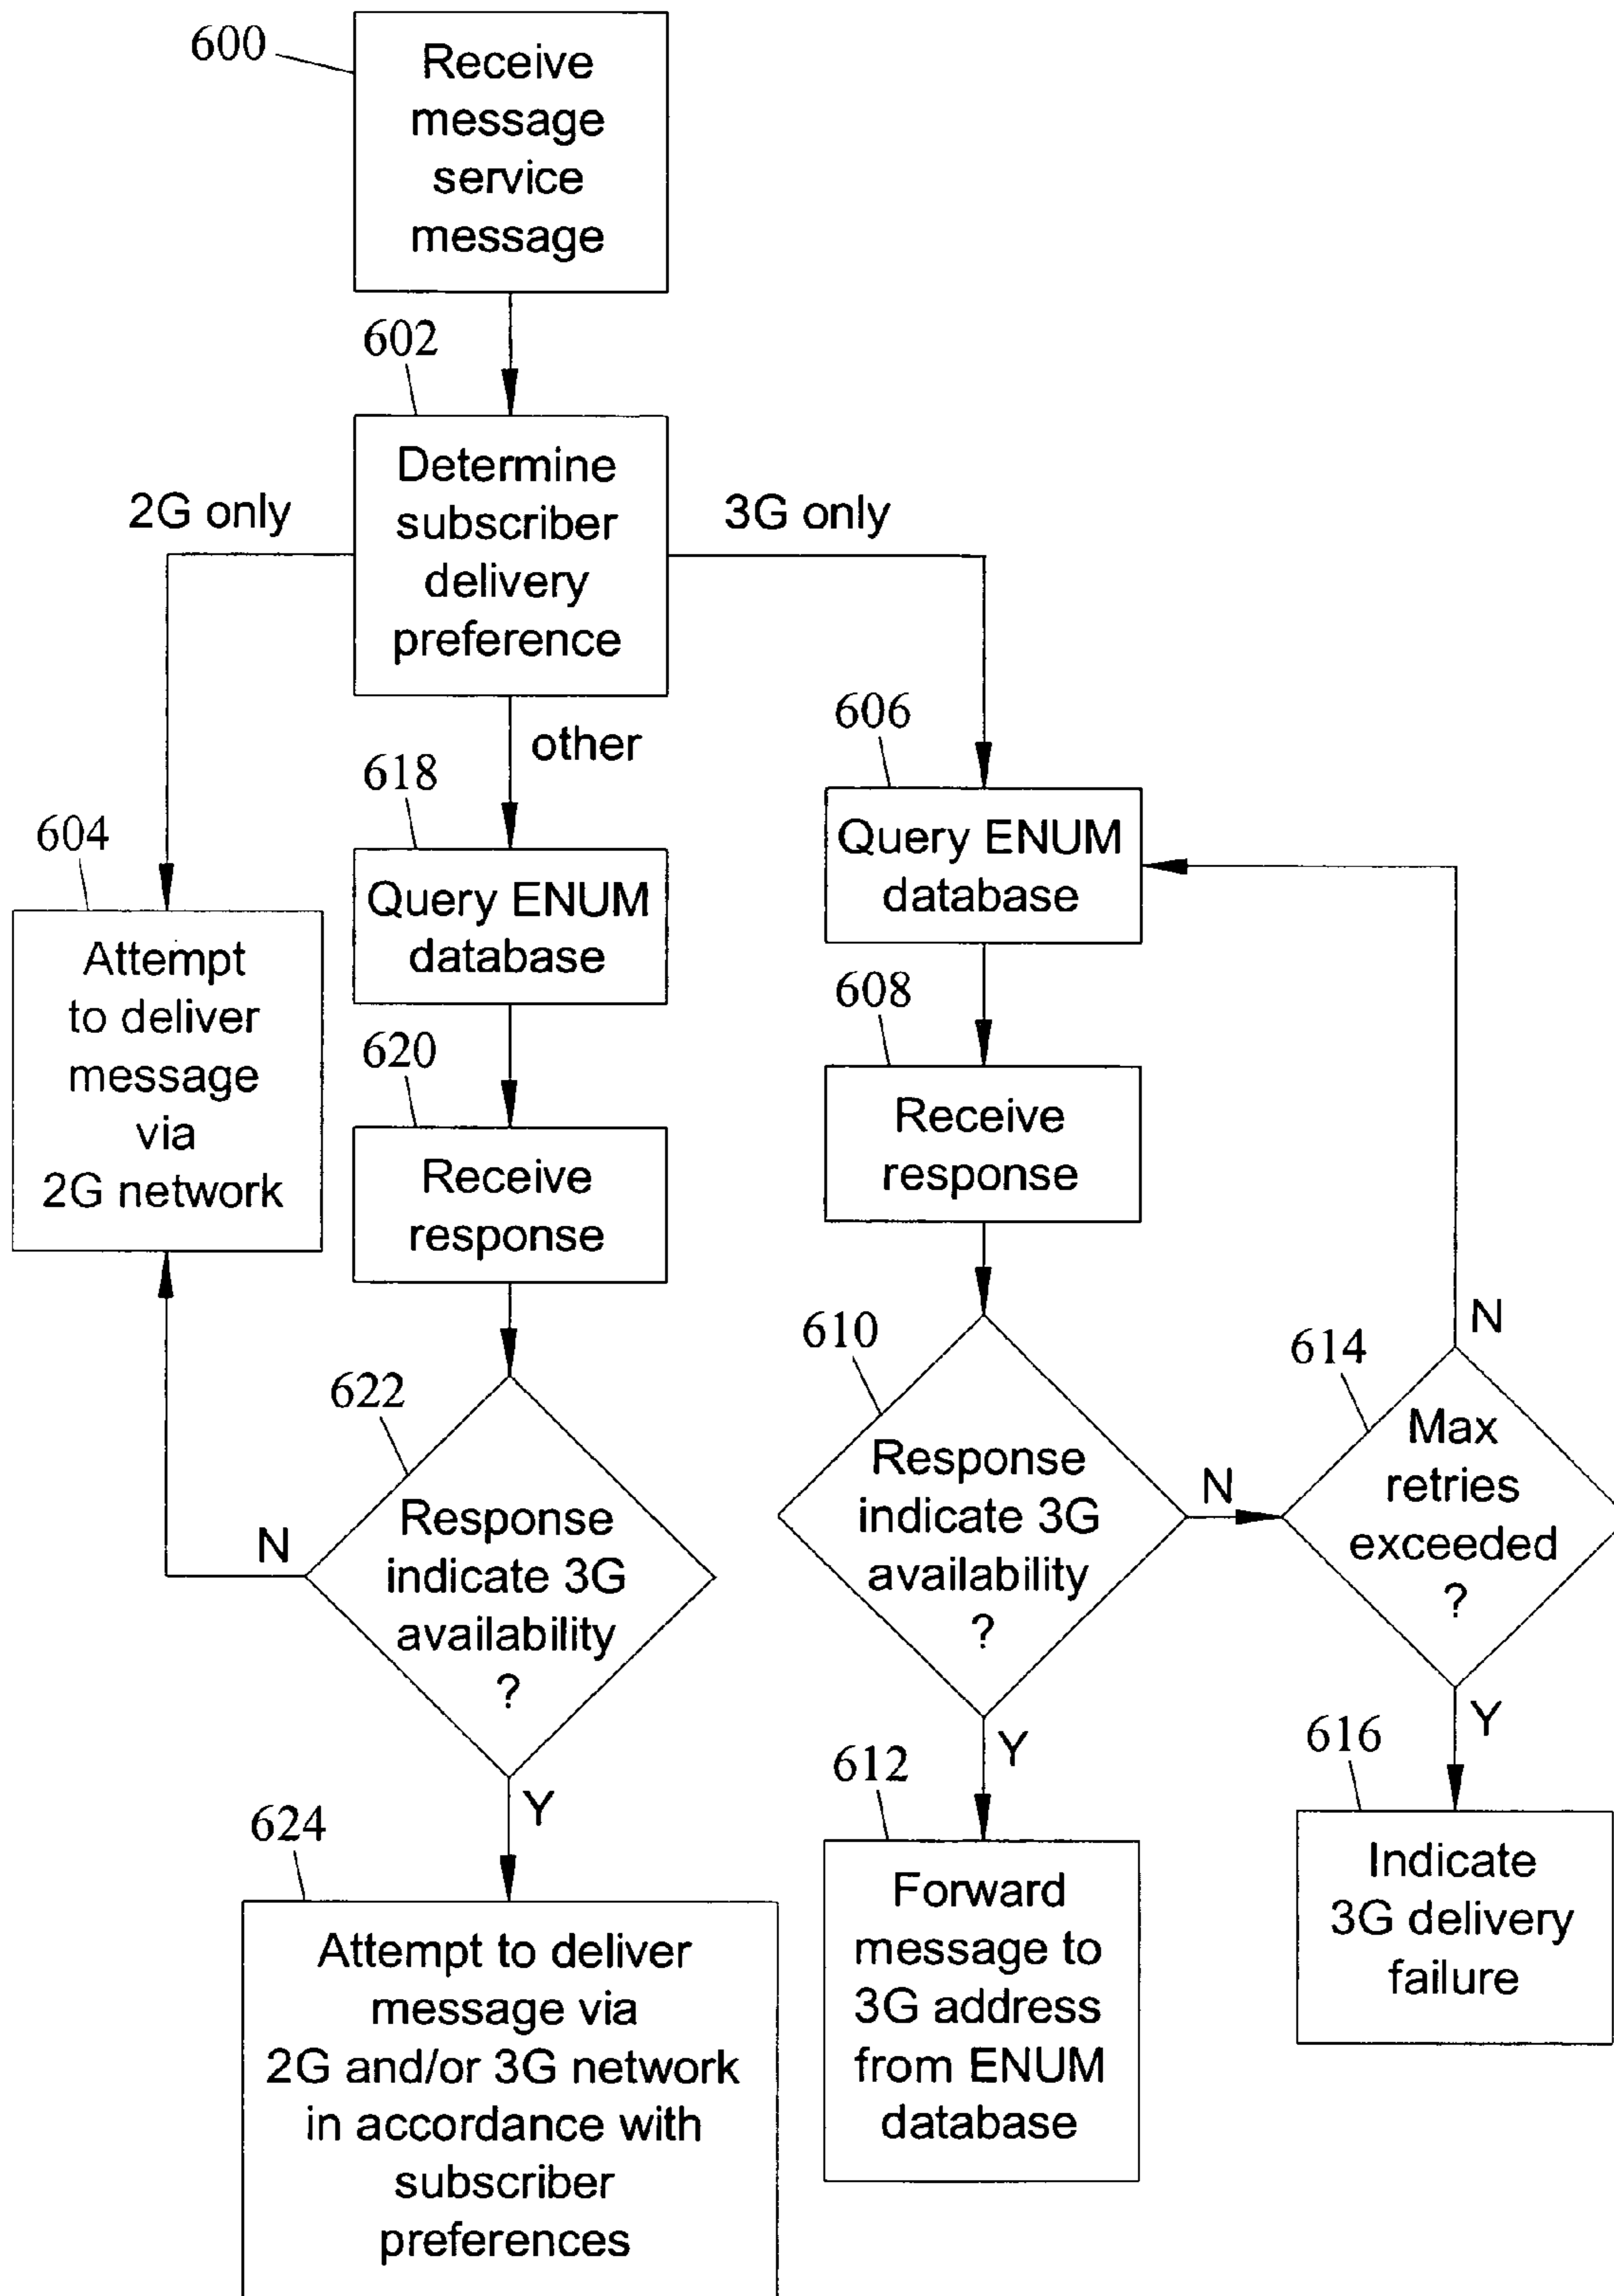 600
Receive
message
service
message
602
Determine
subscriber
delivery
preference
2G only
3G only
other
604
Attempt
to deliver
message
via
2G network
618
Query ENUM
database
620
Receive
response
622
Response
indicate 3G
availability
?
N
Y
624
Attempt to deliver
message via
2G and/or 3G network
in accordance with
subscriber
preferences
606
Query ENUM
database
608
Receive
response
610
Response
indicate 3G
availability
?
N
Y
612
Forward
message to
3G address
from ENUM
database
614
Max
retries
exceeded
?
N
Y
616
Indicate
3G delivery
failure